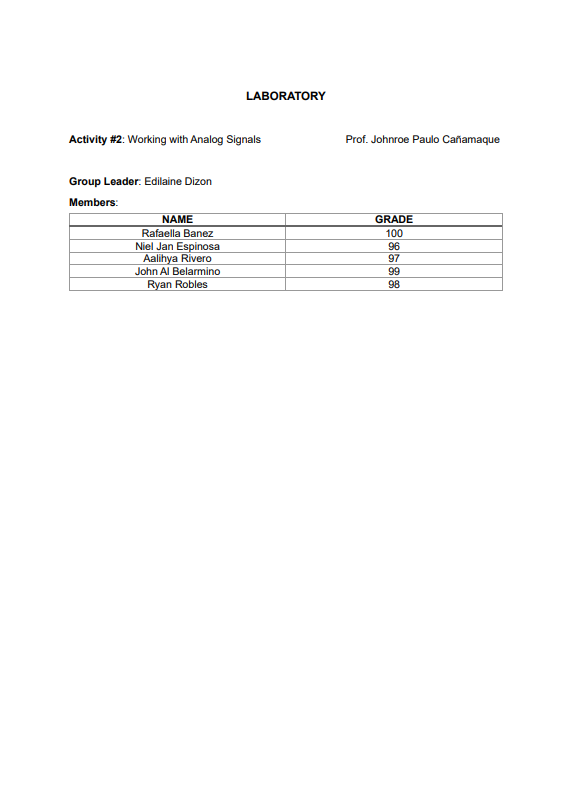 LABORATORY
Activity #2: Working with Analog Signals Prof. Johnroe Paulo Cañamaque
Group Leader: Edilaine Dizon
Members:
NAME GRADE
Rafaella Banez 100
Niel Jan Espinosa 96
Aalihya Rivero 97
John Al Belarmino 99
Ryan Robles 98